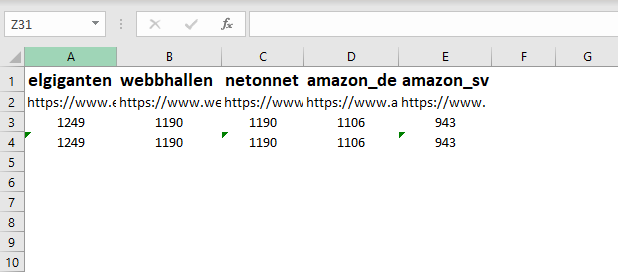 Z31 fx
A B C D E F G
1 elgiganten webbhallen netonnet amazon_de amazon_sv
2 https://www.e https://www.we https://www https://www.a https://www.
3 1249 1190 1190 1106 943
4 1249 1190 1190 1106 943
5
6
7
8
9
10